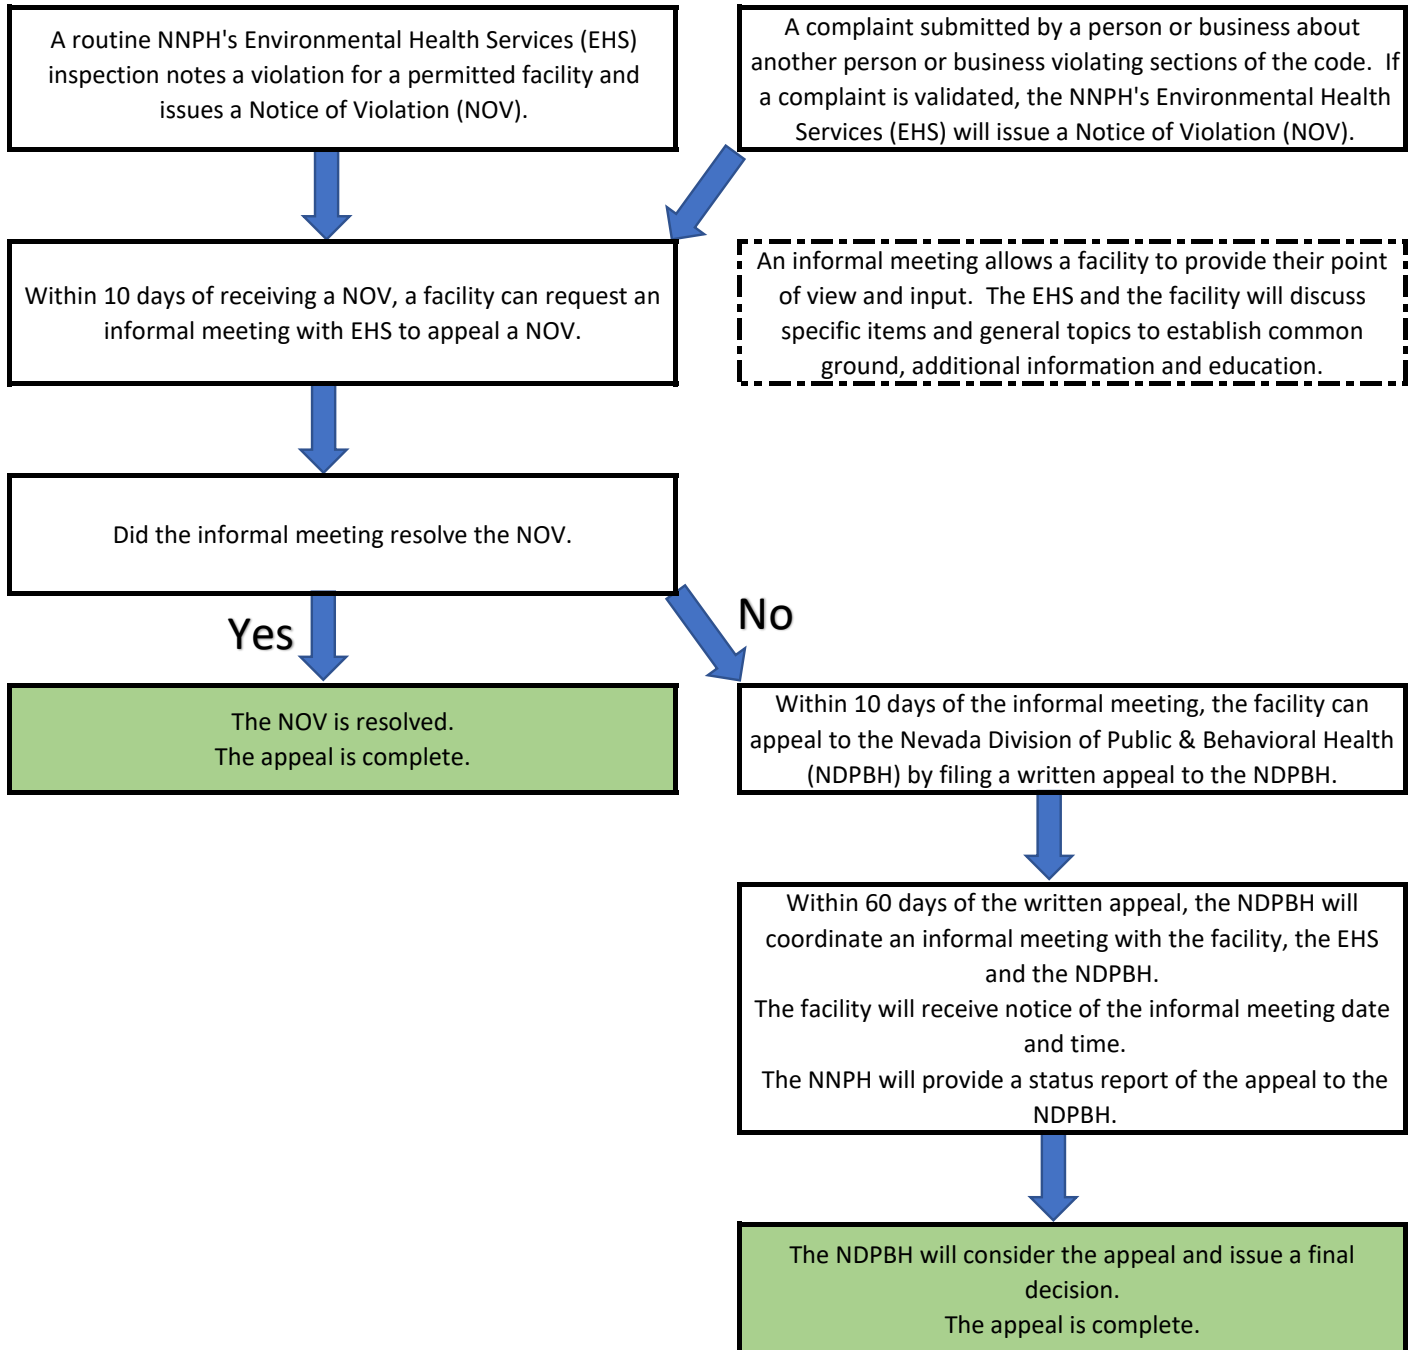 A routine NNPH's Environmental Health Services (EHS)
inspection notes a violation for a permitted facility and
issues a Notice of Violation (NOV).
A complaint submitted by a person or business about
another person or business violating sections of the code.  If
a complaint is validated, the NNPH's Environmental Health
Services (EHS) will issue a Notice of Violation (NOV).
Within 10 days of receiving a NOV, a facility can request an
informal meeting with EHS to appeal a NOV.
An informal meeting allows a facility to provide their point
of view and input.  The EHS and the facility will discuss
specific items and general topics to establish common
ground, additional information and education.
Did the informal meeting resolve the NOV.
Yes
No
The NOV is resolved.
The appeal is complete.
Within 10 days of the informal meeting, the facility can
appeal to the Nevada Division of Public & Behavioral Health
(NDPBH) by filing a written appeal to the NDPBH.
Within 60 days of the written appeal, the NDPBH will
coordinate an informal meeting with the facility, the EHS
and the NDPBH.
The facility will receive notice of the informal meeting date
and time.
The NNPH will provide a status report of the appeal to the
NDPBH.
The NDPBH will consider the appeal and issue a final
decision.
The appeal is complete.